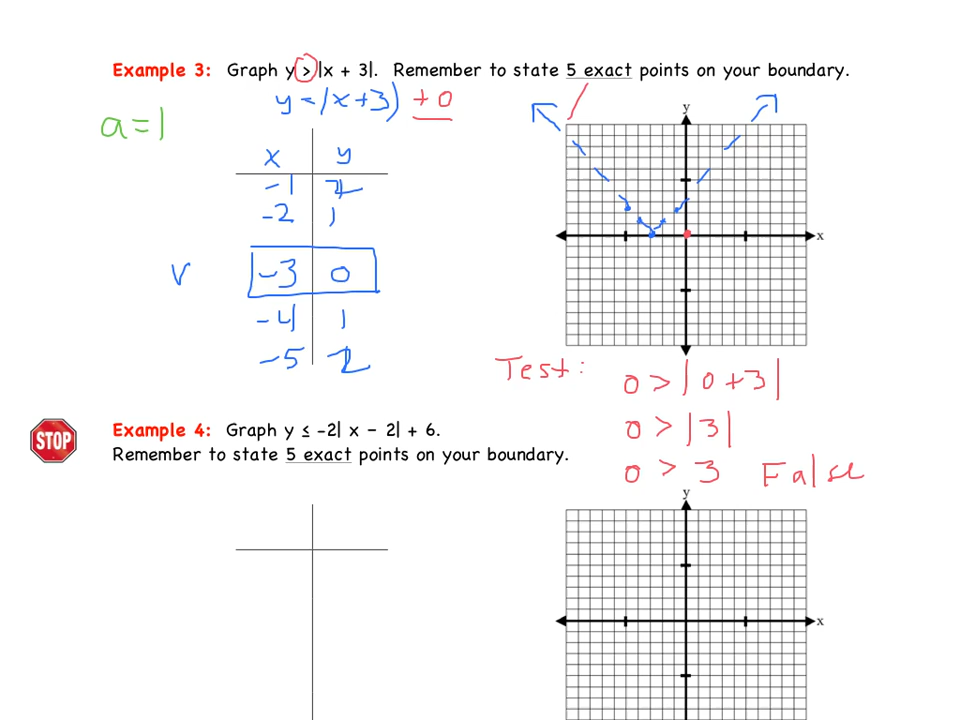 Example 3: Graph y > |x + 3|. Remember to state 5 exact points on your boundary.
y = |x+3| + 0
a = 1
x y
-1 2
-2 1
v -3 0
-4 1
-5 2
y
x
Test:
0 > |0+3|
0 > |3|
0 > 3 False
STOP
Example 4: Graph y ≤ -2| x - 2| + 6.
Remember to state 5 exact points on your boundary.
y
x